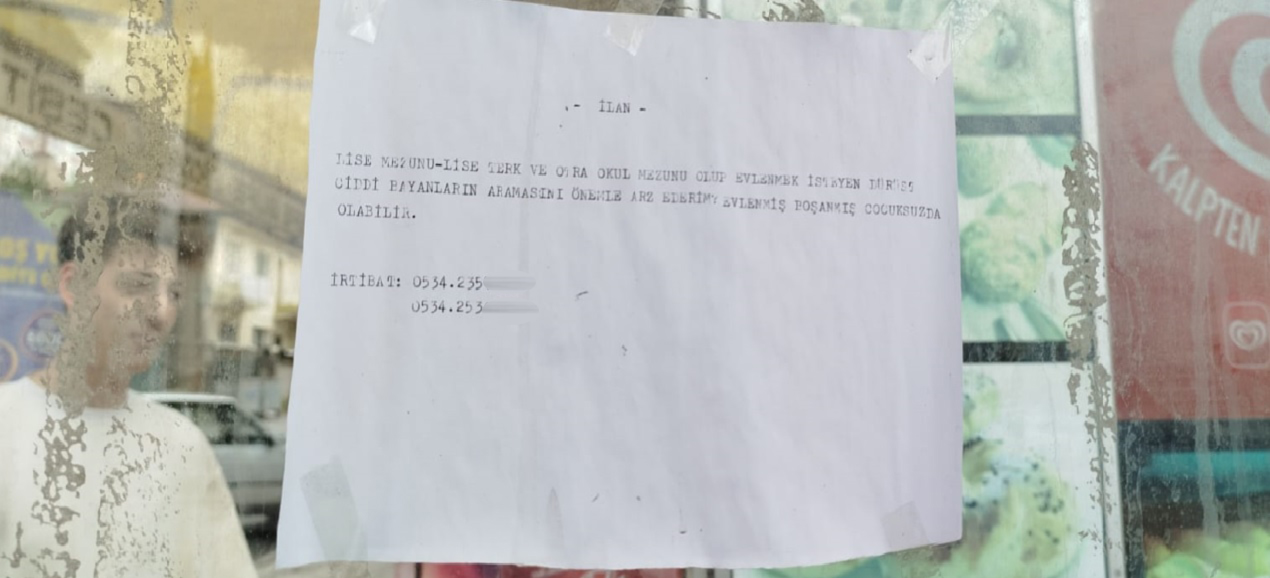 - İLAN -
LİSE MEZUNU-LİSE TERK VE ORTA OKUL MEZUNU OLUP EVLENMEK İSTEYEN DÜRÜST
CİDDİ BAYANLARIN ARAMASINI ÖNEMLE ARZ EDERİM EVLENMİŞ BOŞANMIŞ ÇOCUKSUZDA
OLABİLİR.
İRTİBAT: 0534.235
0534.253
KALPTEN